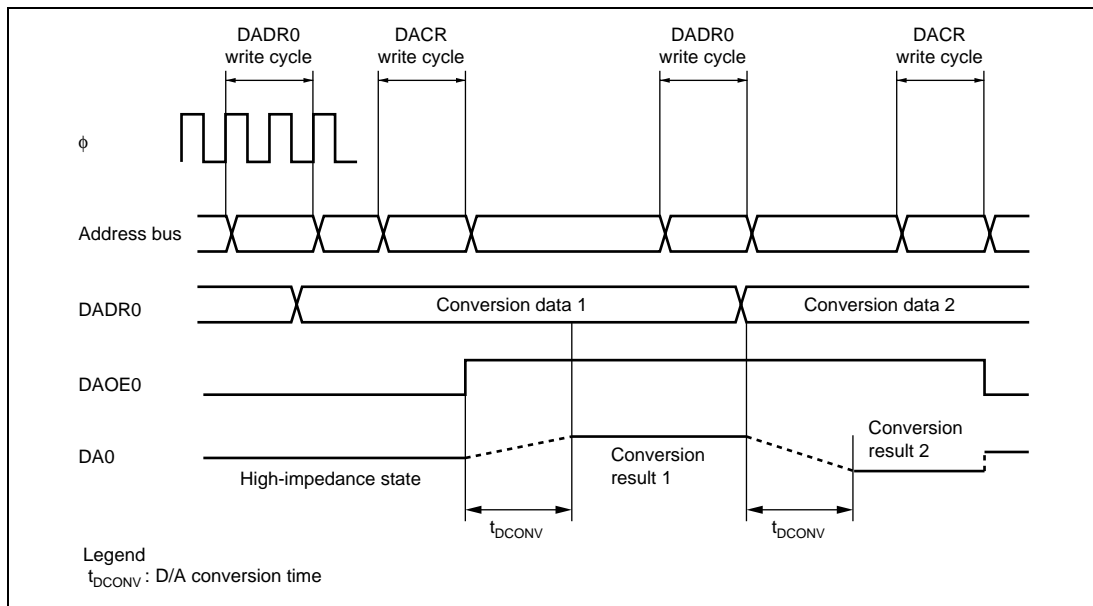 DADR0
write cycle
DACR
write cycle
DADR0
write cycle
DACR
write cycle
ϕ
Address bus
DADR0
Conversion data 1
Conversion data 2
DAOE0
DA0
High-impedance state
Conversion
result 1
Conversion
result 2
tDCONV
tDCONV
Legend
tDCONV : D/A conversion time